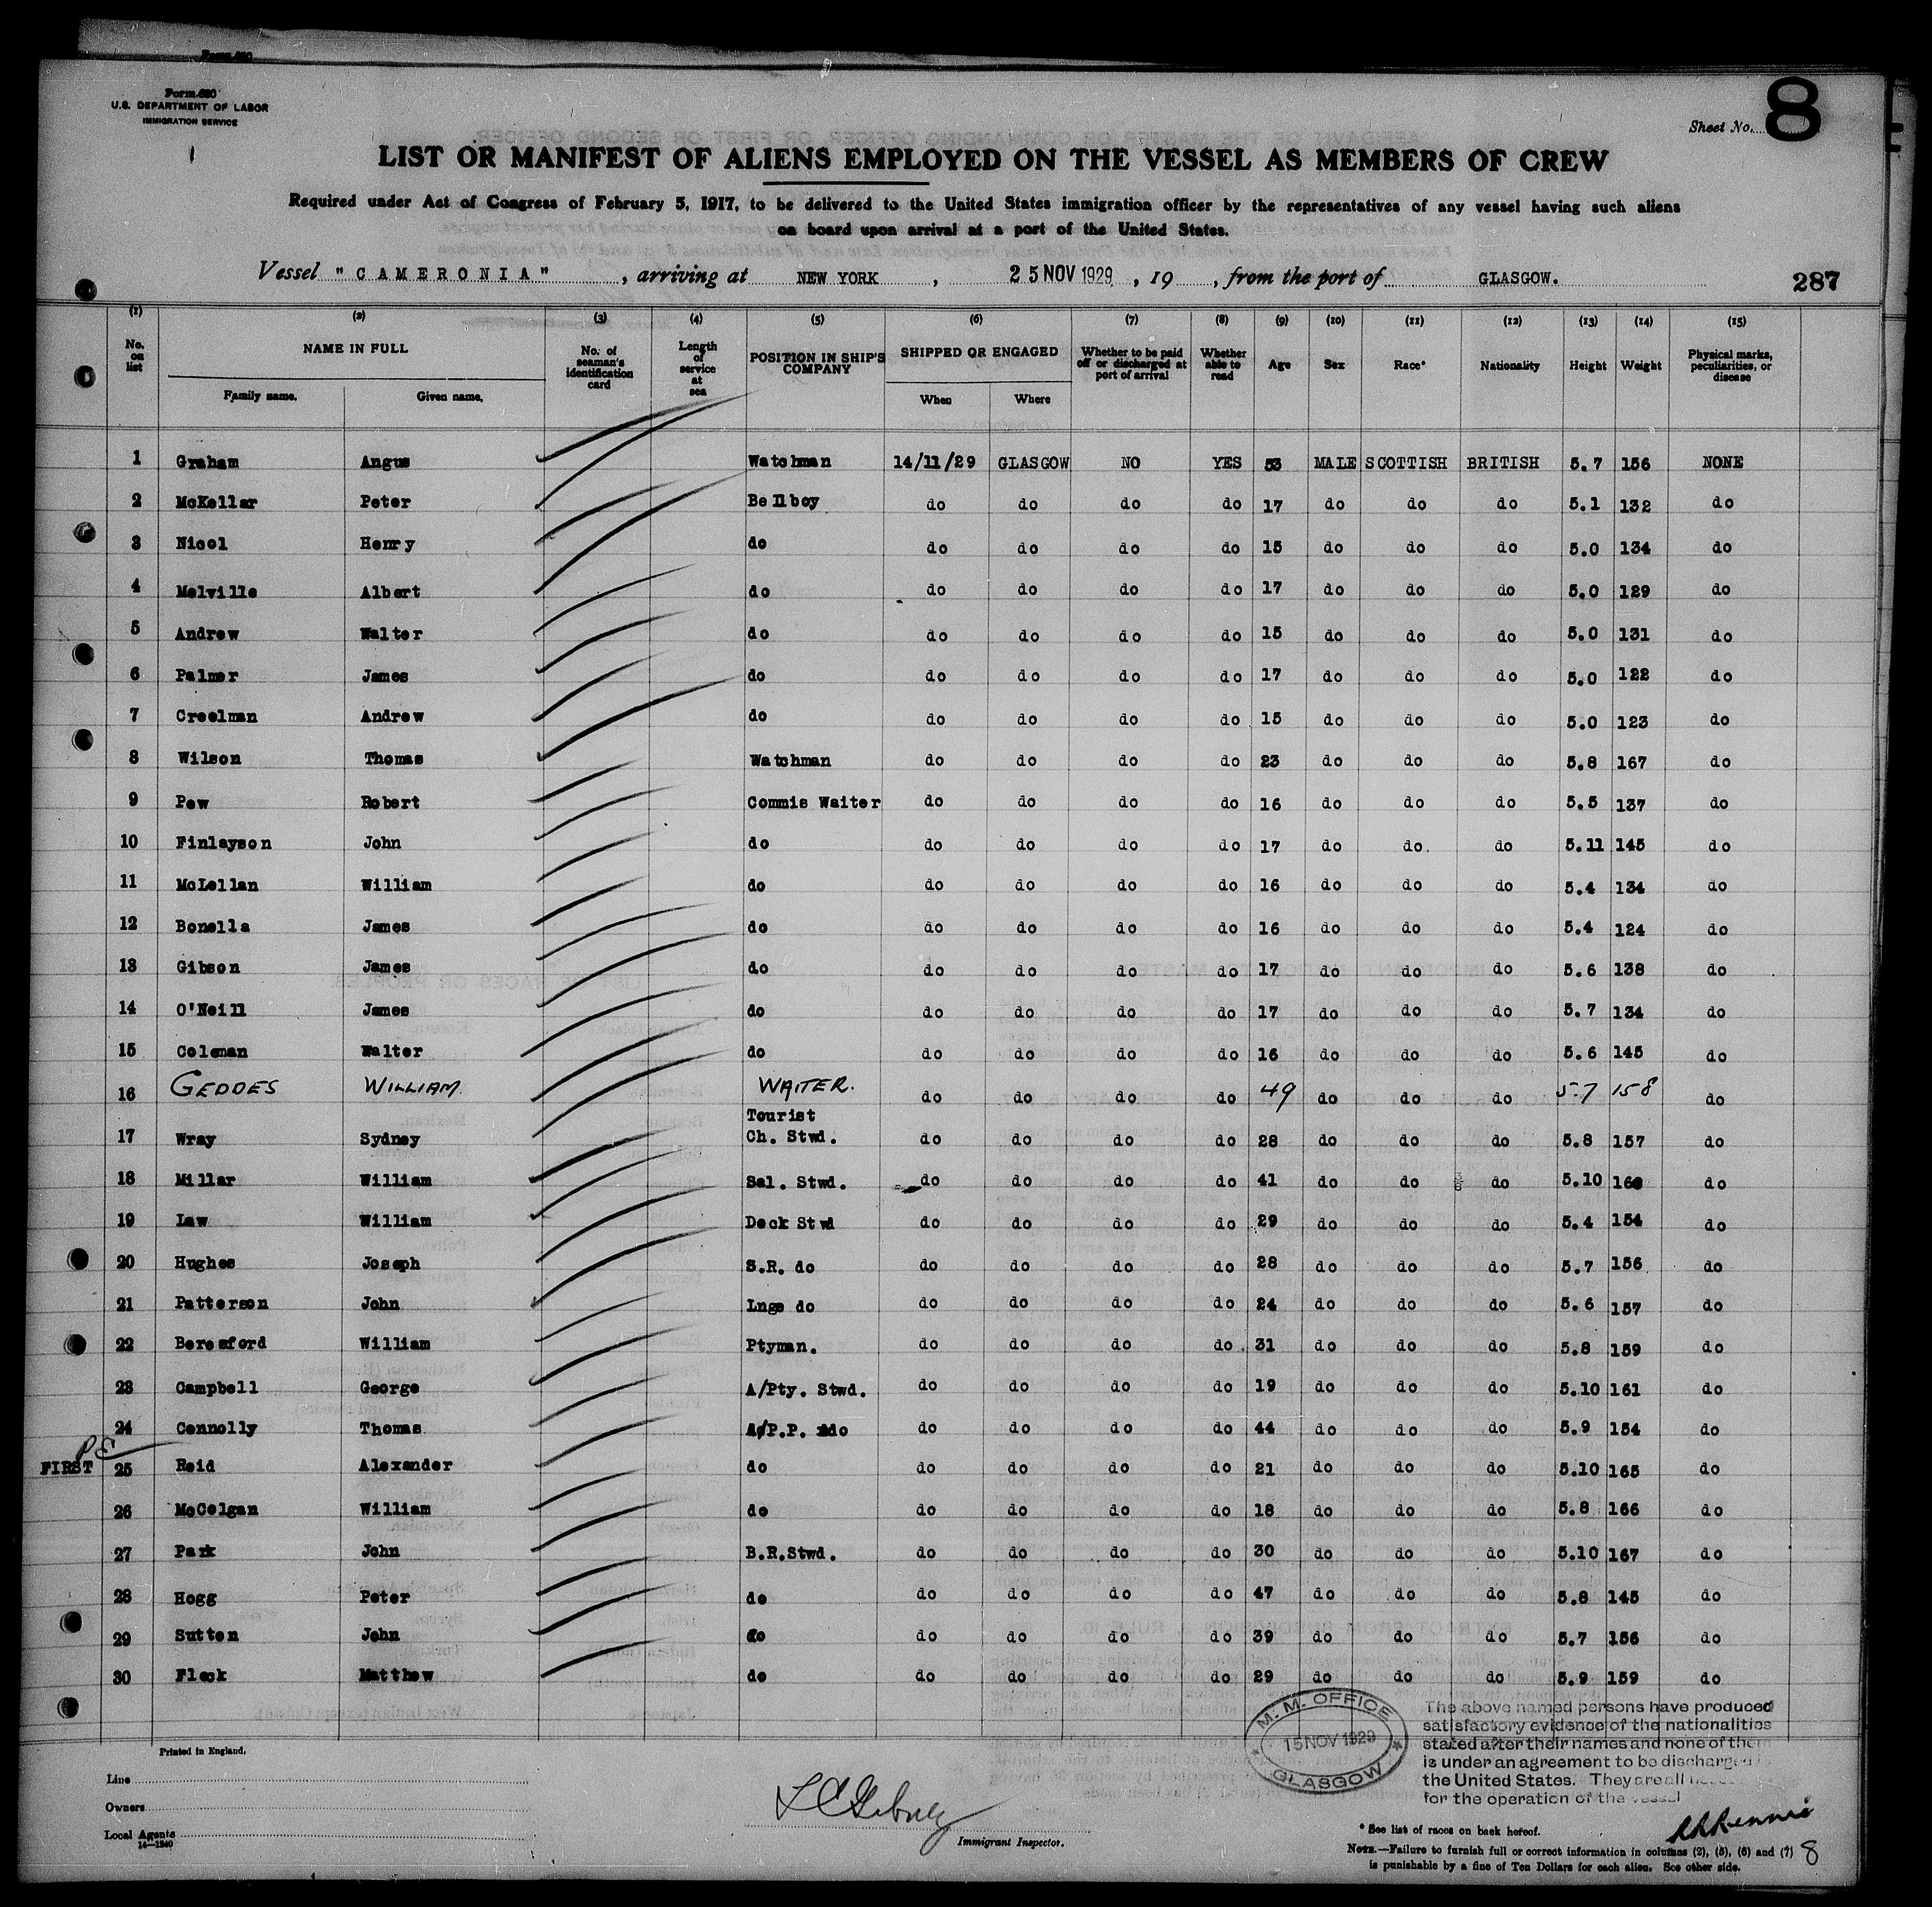 Form 680
U.S. DEPARTMENT OF LABOR
IMMIGRATION SERVICE
Sheet No. 8
LIST OR MANIFEST OF ALIENS EMPLOYED ON THE VESSEL AS MEMBERS OF CREW
Required under Act of Congress of February 5, 1917, to be delivered to the United States immigration officer by the representatives of any vessel having such aliens
on board upon arrival at a port of the United States.
Vessel "CAMERONIA", arriving at NEW YORK, 25 NOV 1929, 19 , from the port of GLASGOW. 287
(1) (2) (3) (4) (5) (6) (7) (8) (9) (10) (11) (12) (13) (14) (15)
No. on list NAME IN FULL Family name. Given name. No. of seaman's identification card Length of service at sea POSITION IN SHIP'S COMPANY SHIPPED OR ENGAGED When Where Whether to be paid off or discharged at port of arrival Whether able to read Age Sex Race* Nationality Height Weight Physical marks, peculiarities, or disease
1 Graham Angus Watchman 14/11/29 GLASGOW NO YES 53 MALE SCOTTISH BRITISH 5.7 156 NONE
2 McKellar Peter Bellboy do do do do 17 do do do 5.1 132 do
3 Nicol Henry do do do do do 15 do do do 5.0 134 do
4 Melville Albert do do do do do 17 do do do 5.0 129 do
5 Andrew Walter do do do do do 15 do do do 5.0 131 do
6 Palmer James do do do do do 17 do do do 5.0 122 do
7 Creelman Andrew do do do do do 15 do do do 5.0 123 do
8 Wilson Thomas Watchman do do do do 23 do do do 5.8 167 do
9 Pew Robert Commis Waiter do do do do 16 do do do 5.5 137 do
10 Finlayson John do do do do do 17 do do do 5.11 145 do
11 McLellan William do do do do do 16 do do do 5.4 134 do
12 Bonella James do do do do do 16 do do do 5.4 124 do
13 Gibson James do do do do do 17 do do do 5.6 138 do
14 O'Neill James do do do do do 17 do do do 5.7 134 do
15 Coleman Walter do do do do do 16 do do do 5.6 145 do
16 GEDDES WILLIAM WAITER. do do do do 49 do do do 5.7 158 do
17 Wray Sydney Tourist Ch. Stwd. do do do do 28 do do do 5.8 157 do
18 Millar William Sal. Stwd. do do do do 41 do do do 5.10 do
19 Law William Deck Stwd do do do do 29 do do do 5.4 154 do
20 Hughes Joseph S.R. do do do do do 28 do do do 5.7 156 do
21 Patterson John Lnge do do do do do 24 do do do 5.6 157 do
22 Beresford William Ptyman. do do do do 31 do do do 5.8 159 do
23 Campbell George A/Pty. Stwd. do do do do 19 do do do 5.10 161 do
24 Connolly Thomas A/P.P. do do do do do 44 do do do 5.9 154 do
PE
FIRST 25 Reid Alexander do do do do do 21 do do do 5.10 165 do
26 McColgan William do do do do do 18 do do do 5.8 166 do
27 Park John B.R.Stwd. do do do do 30 do do do 5.10 167 do
28 Hogg Peter do do do do do 47 do do do 5.8 145 do
29 Sutton John do do do do do 39 do do do 5.7 156 do
30 Fleck Matthew do do do do do 29 do do do 5.9 159 do
Printed in England.
M. M. OFFICE
15 NOV 1929
GLASGOW
The above named persons have produced
satisfactory evidence of the nationalities
stated after their names and none of them
is under an agreement to be discharged
the United States. They are all
for the operation of the vessel
Line
Owners
Local Agents
14-1240
Immigrant Inspector.
* See list of races on back hereof.
NOTE.—Failure to furnish full or correct information in columns (2), (5), (6) and (7)
is punishable by a fine of Ten Dollars for each alien. See other side.
8